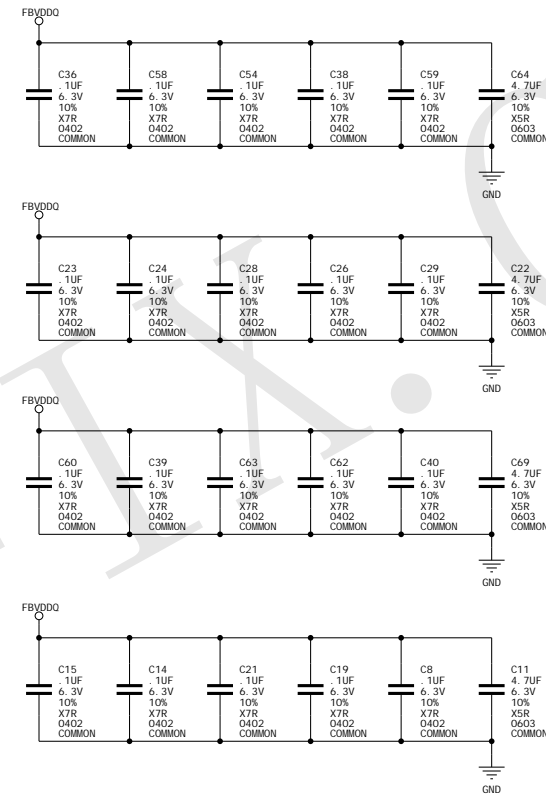 FBVDDQ
C36 C58 C54 C38 C59 C64
.1UF .1UF .1UF .1UF .1UF 4.7UF
6.3V 6.3V 6.3V 6.3V 6.3V 6.3V
10% 10% 10% 10% 10% 10%
X7R X7R X7R X7R X7R X5R
0402 0402 0402 0402 0402 0603
COMMON COMMON COMMON COMMON COMMON COMMON
GND
FBVDDQ
C23 C24 C28 C26 C29 C22
.1UF .1UF .1UF .1UF .1UF 4.7UF
6.3V 6.3V 6.3V 6.3V 6.3V 6.3V
10% 10% 10% 10% 10% 10%
X7R X7R X7R X7R X7R X5R
0402 0402 0402 0402 0402 0603
COMMON COMMON COMMON COMMON COMMON COMMON
GND
FBVDDQ
C60 C39 C63 C62 C40 C69
.1UF .1UF .1UF .1UF .1UF 4.7UF
6.3V 6.3V 6.3V 6.3V 6.3V 6.3V
10% 10% 10% 10% 10% 10%
X7R X7R X7R X7R X7R X5R
0402 0402 0402 0402 0402 0603
COMMON COMMON COMMON COMMON COMMON COMMON
GND
FBVDDQ
C15 C14 C21 C19 C8 C11
.1UF .1UF .1UF .1UF .1UF 4.7UF
6.3V 6.3V 6.3V 6.3V 6.3V 6.3V
10% 10% 10% 10% 10% 10%
X7R X7R X7R X7R X7R X5R
0402 0402 0402 0402 0402 0603
COMMON COMMON COMMON COMMON COMMON COMMON
GND